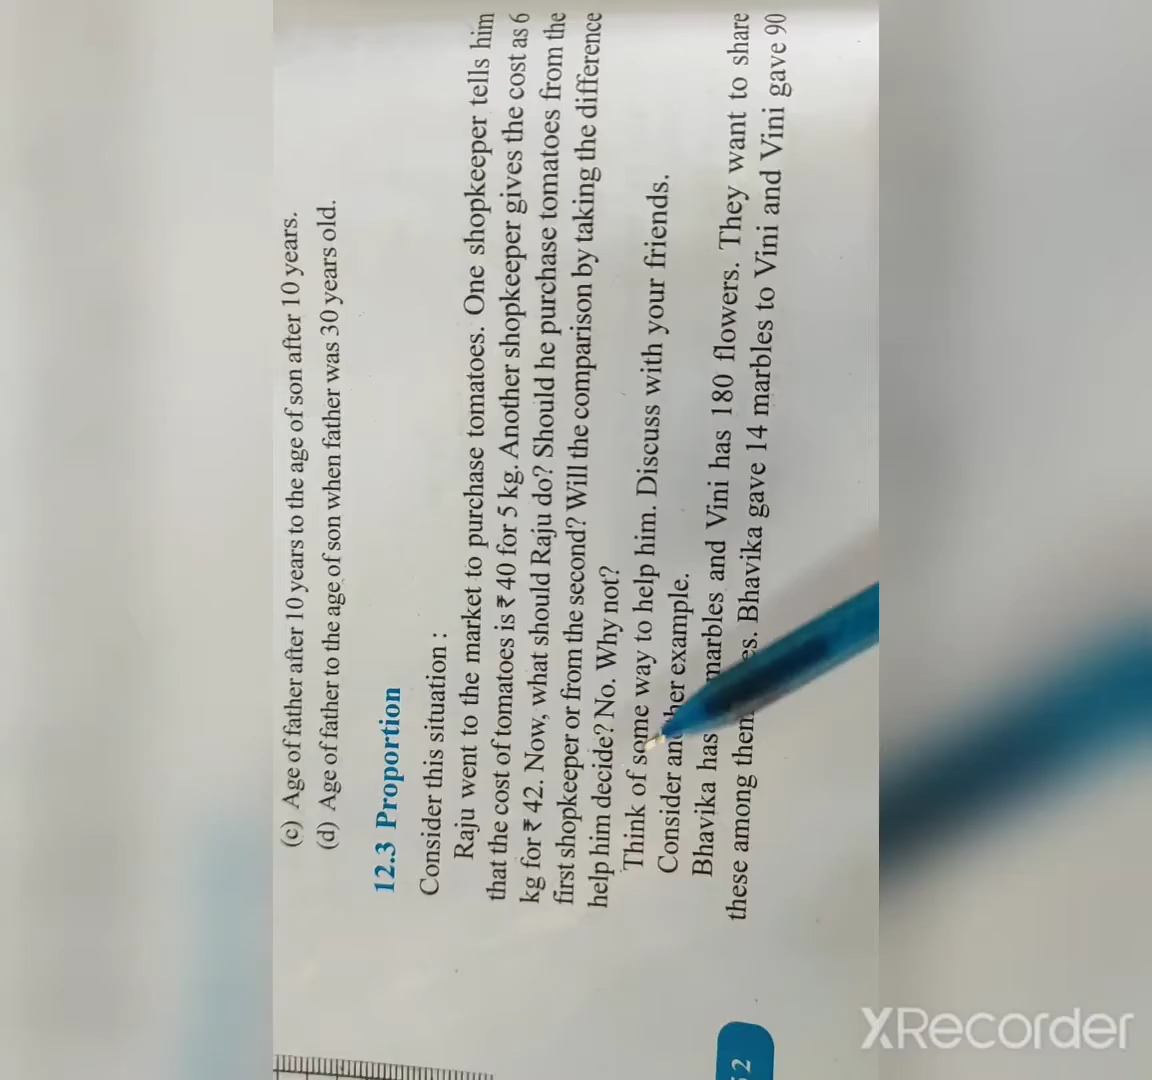 (c) Age of father after 10 years to the age of son after 10 years.
(d) Age of father to the age of son when father was 30 years old.
12.3 Proportion
Consider this situation :
Raju went to the market to purchase tomatoes. One shopkeeper tells him
that the cost of tomatoes is ₹ 40 for 5 kg. Another shopkeeper gives the cost as 6
kg for ₹ 42. Now, what should Raju do? Should he purchase tomatoes from the
first shopkeeper or from the second? Will the comparison by taking the difference
help him decide? No. Why not?
Think of some way to help him. Discuss with your friends.
Consider another example.
Bhavika has marbles and Vini has 180 flowers. They want to share
these among Bhavika gave 14 marbles to Vini and Vini gave 90
XRecorder